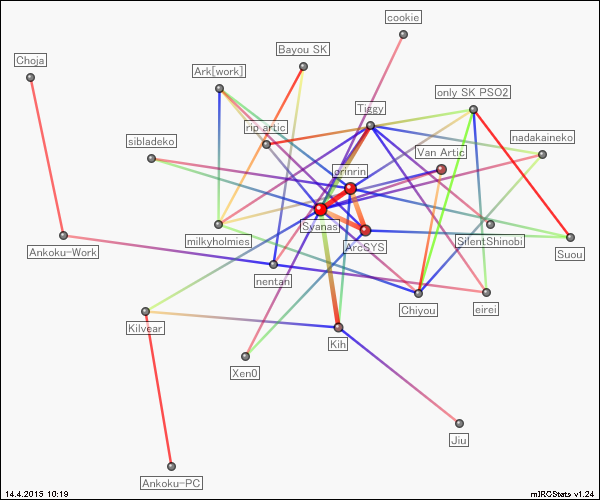 cookie
Bayou SK
Choja
Ark[work]
only SK PSO2
Tiggy
rip artic
nadakaineko
sibladeko
Van Artic
orinrin
Svanas
milkyholmies
ArcSYS
SilentShinobi
Ankoku-Work
Suou
nentan
Chiyou
eirei
Kilvear
Kih
Xen0
Jiu
Ankoku-PC
14.4.2015 10:19
mIRCStats v1.24